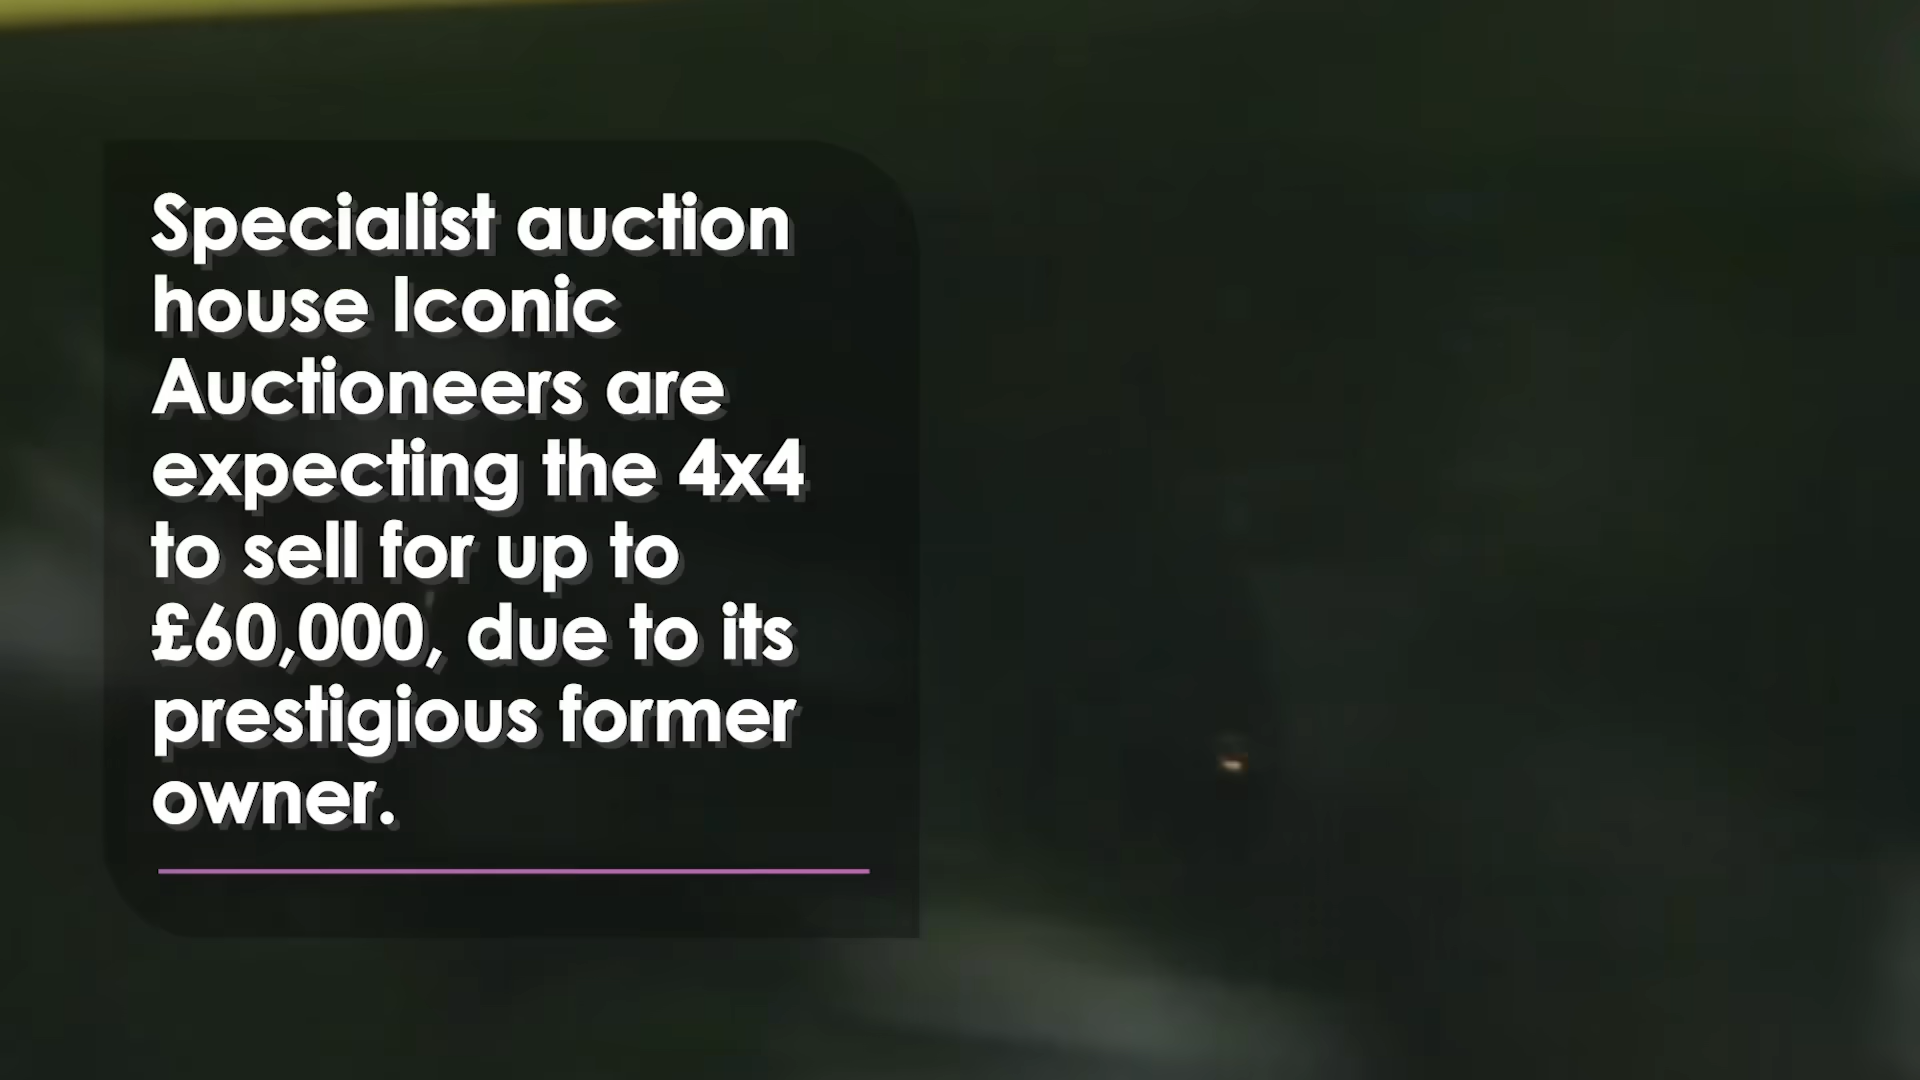 Specialist auction
house Iconic
Auctioneers are
expecting the 4x4
to sell for up to
£60,000, due to its
prestigious former
owner.